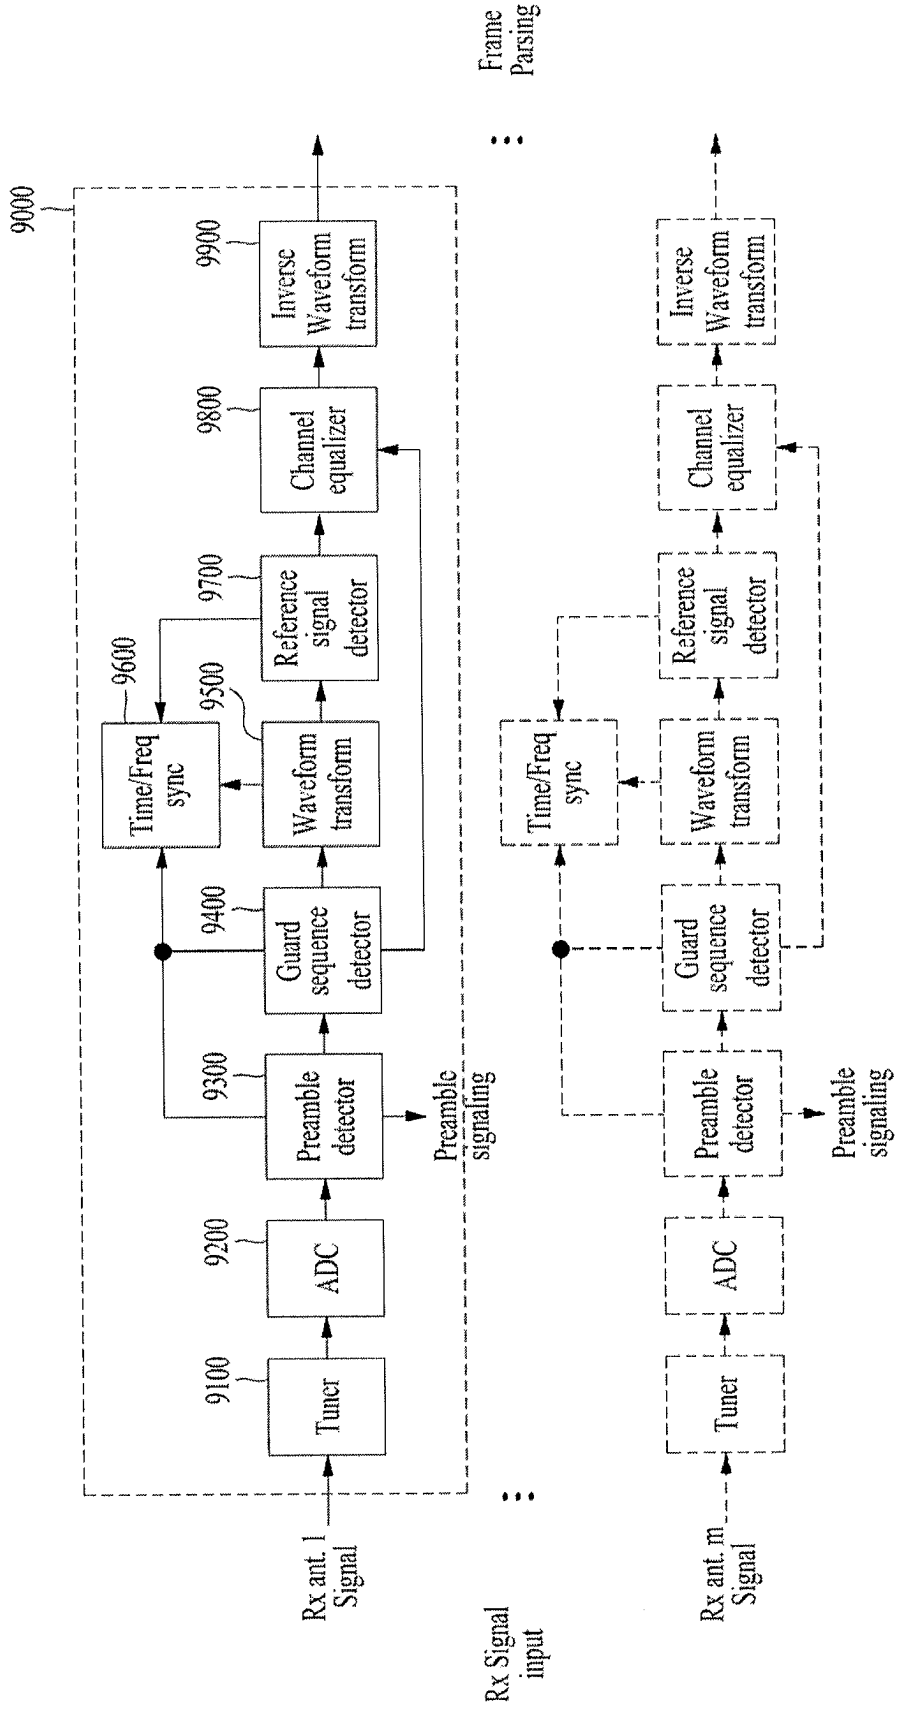 9000
9600
Time/Freq
sync
9100
9200
9300
9400
9500
9700
9800
9900
Rx ant. 1
Signal
Tuner
ADC
Preamble
detector
Guard
sequence
detector
Waveform
transform
Reference
signal
detector
Channel
equalizer
Inverse
Waveform
transform
Preamble
signaling
Rx Signal
input
Frame
Parsing
Time/Freq
sync
Rx ant. m
Signal
Tuner
ADC
Preamble
detector
Guard
sequence
detector
Waveform
transform
Reference
signal
detector
Channel
equalizer
Inverse
Waveform
transform
Preamble
signaling